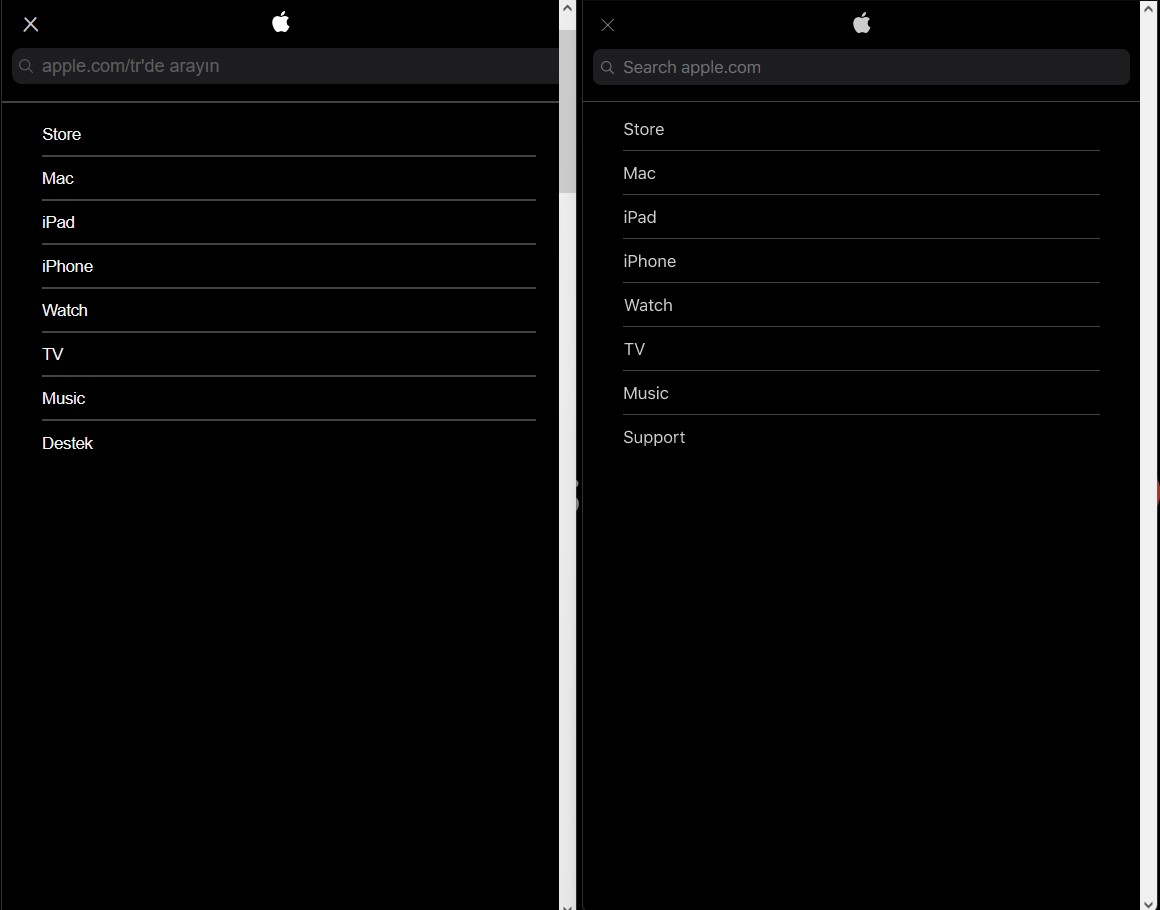 apple.com/tr'de arayın
Store
Mac
iPad
iPhone
Watch
TV
Music
Destek
Search apple.com
Store
Mac
iPad
iPhone
Watch
TV
Music
Support